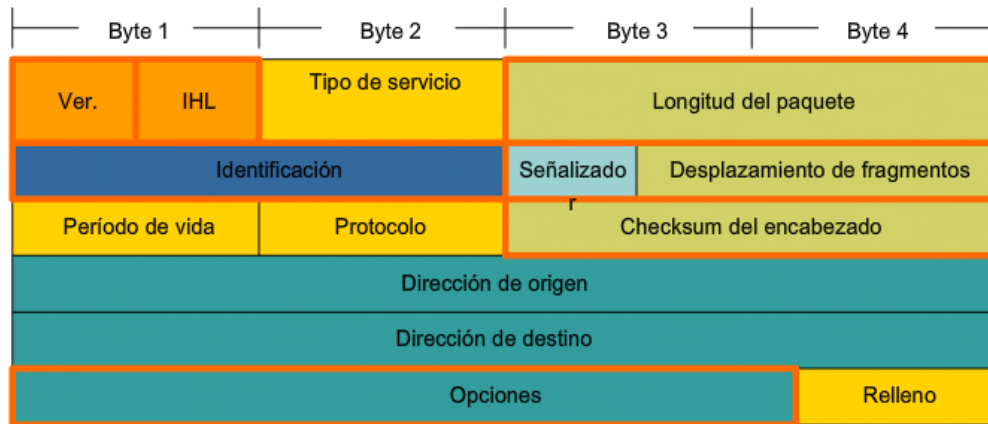 Byte 1 Byte 2 Byte 3 Byte 4
Ver. IHL Tipo de servicio Longitud del paquete
Identificación Señalizado
r Desplazamiento de fragmentos
Período de vida Protocolo Checksum del encabezado
Dirección de origen
Dirección de destino
Opciones Relleno